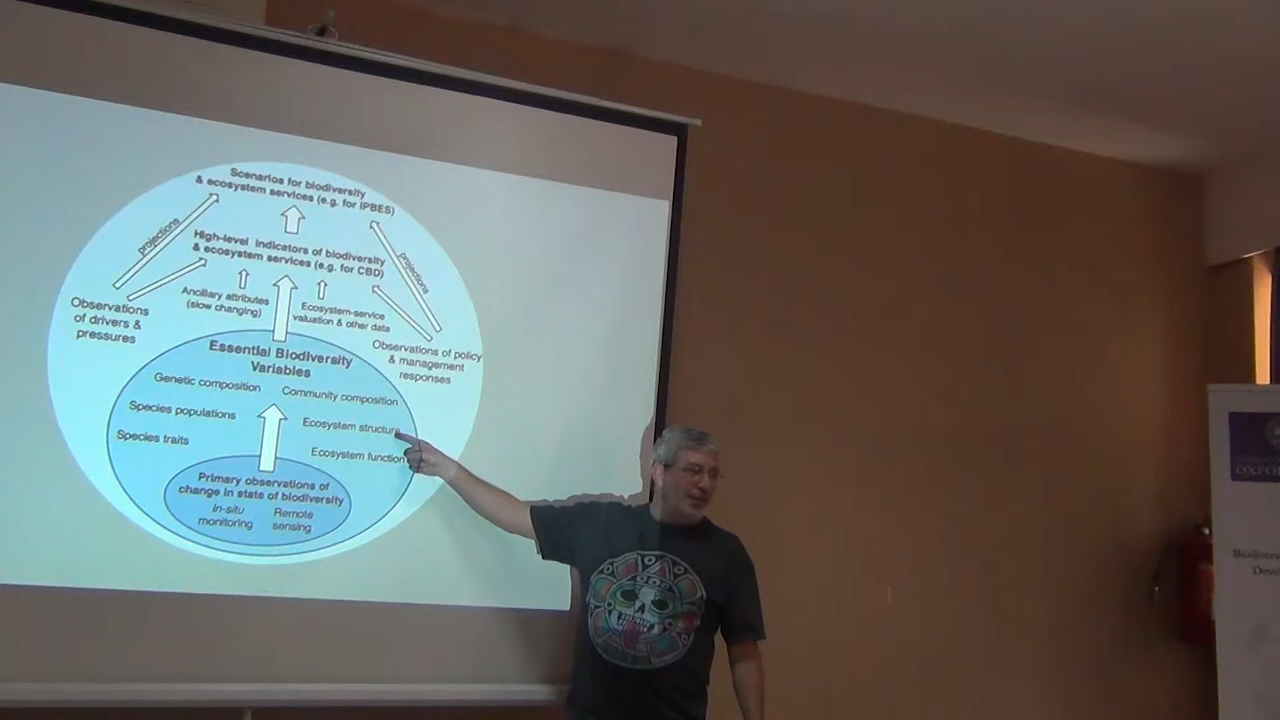 Scenarios for biodiversity
& ecosystem services (e.g. for IPBES)
projections
projections
High-level indicators of biodiversity
& ecosystem services (e.g. for CBD)
Ancillary attributes
(slow changing)
Ecosystem-service
valuation & other data
Observations
of drivers &
pressures
Observations of policy
& management
responses
Essential Biodiversity
Variables
Genetic composition
Community composition
Species populations
Ecosystem structure
Species traits
Ecosystem function
Primary observations of
change in state of biodiversity
In-situ
monitoring
Remote
sensing